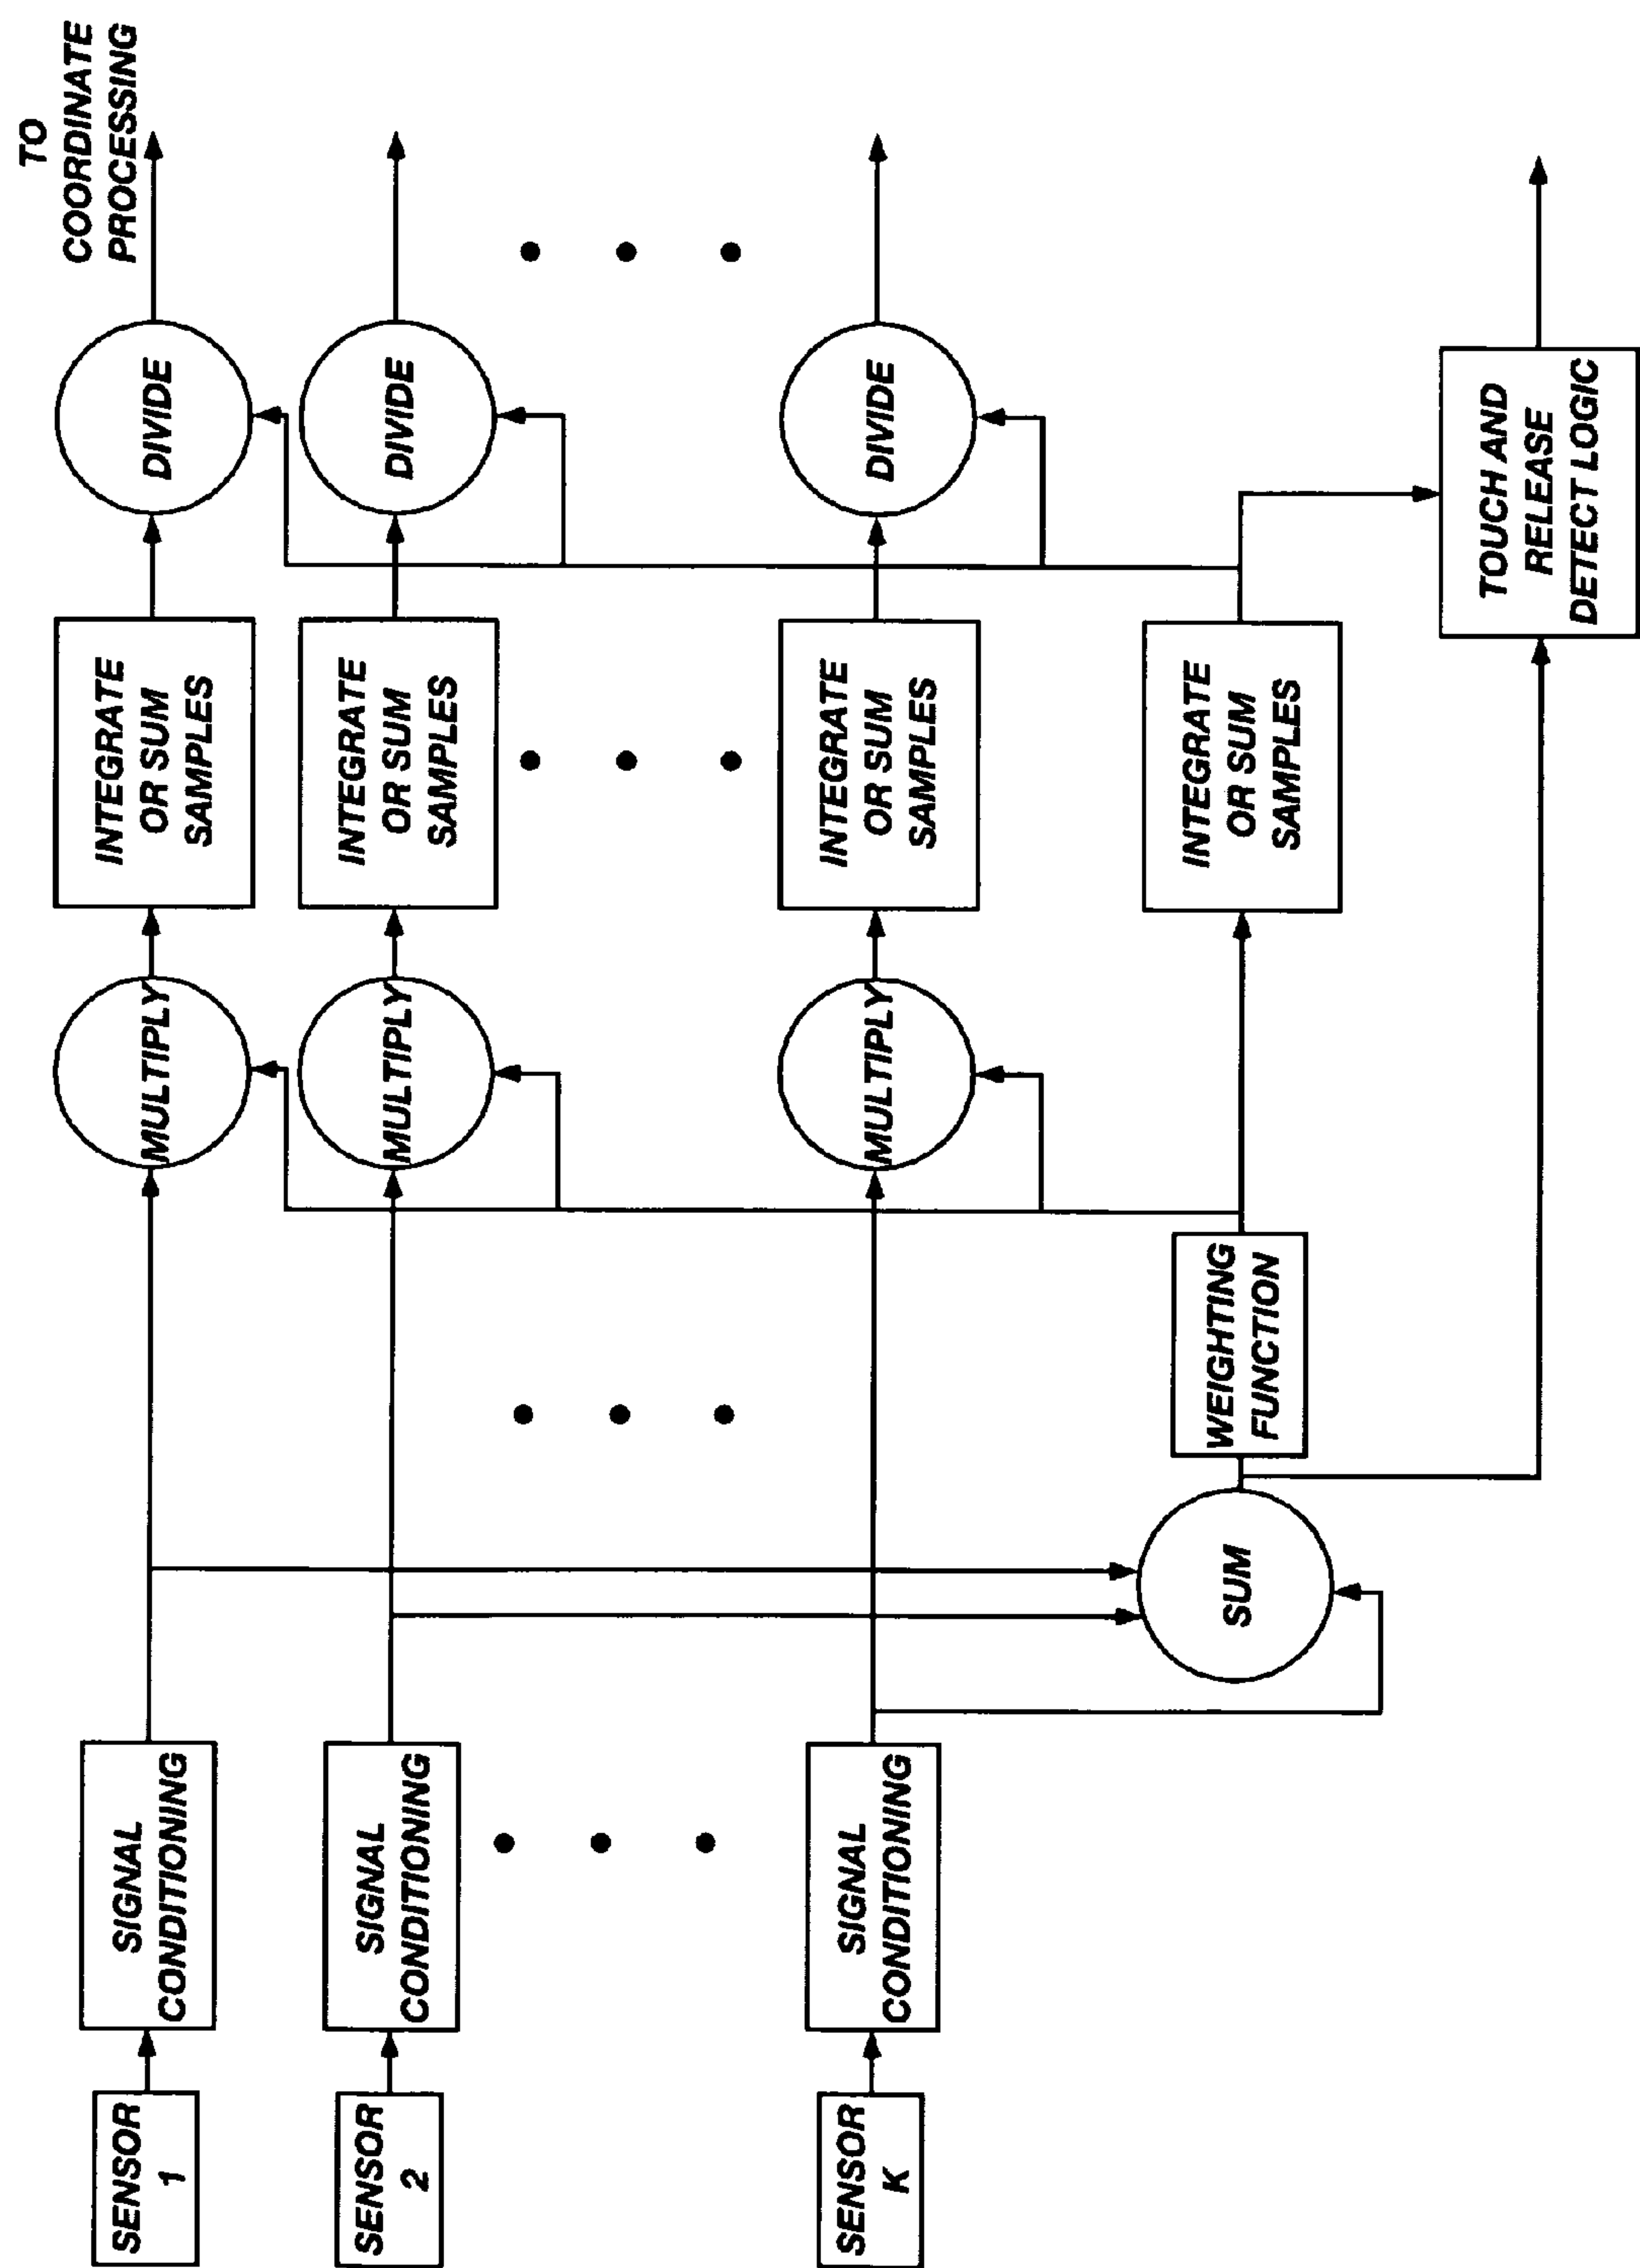 TO
COORDINATE
PROCESSING
SENSOR
1
SIGNAL
CONDITIONING
MULTIPLY
INTEGRATE
OR SUM
SAMPLES
DIVIDE
SENSOR
2
SIGNAL
CONDITIONING
MULTIPLY
INTEGRATE
OR SUM
SAMPLES
DIVIDE
SENSOR
K
SIGNAL
CONDITIONING
MULTIPLY
INTEGRATE
OR SUM
SAMPLES
DIVIDE
SUM
WEIGHTING
FUNCTION
INTEGRATE
OR SUM
SAMPLES
TOUCH AND
RELEASE
DETECT LOGIC